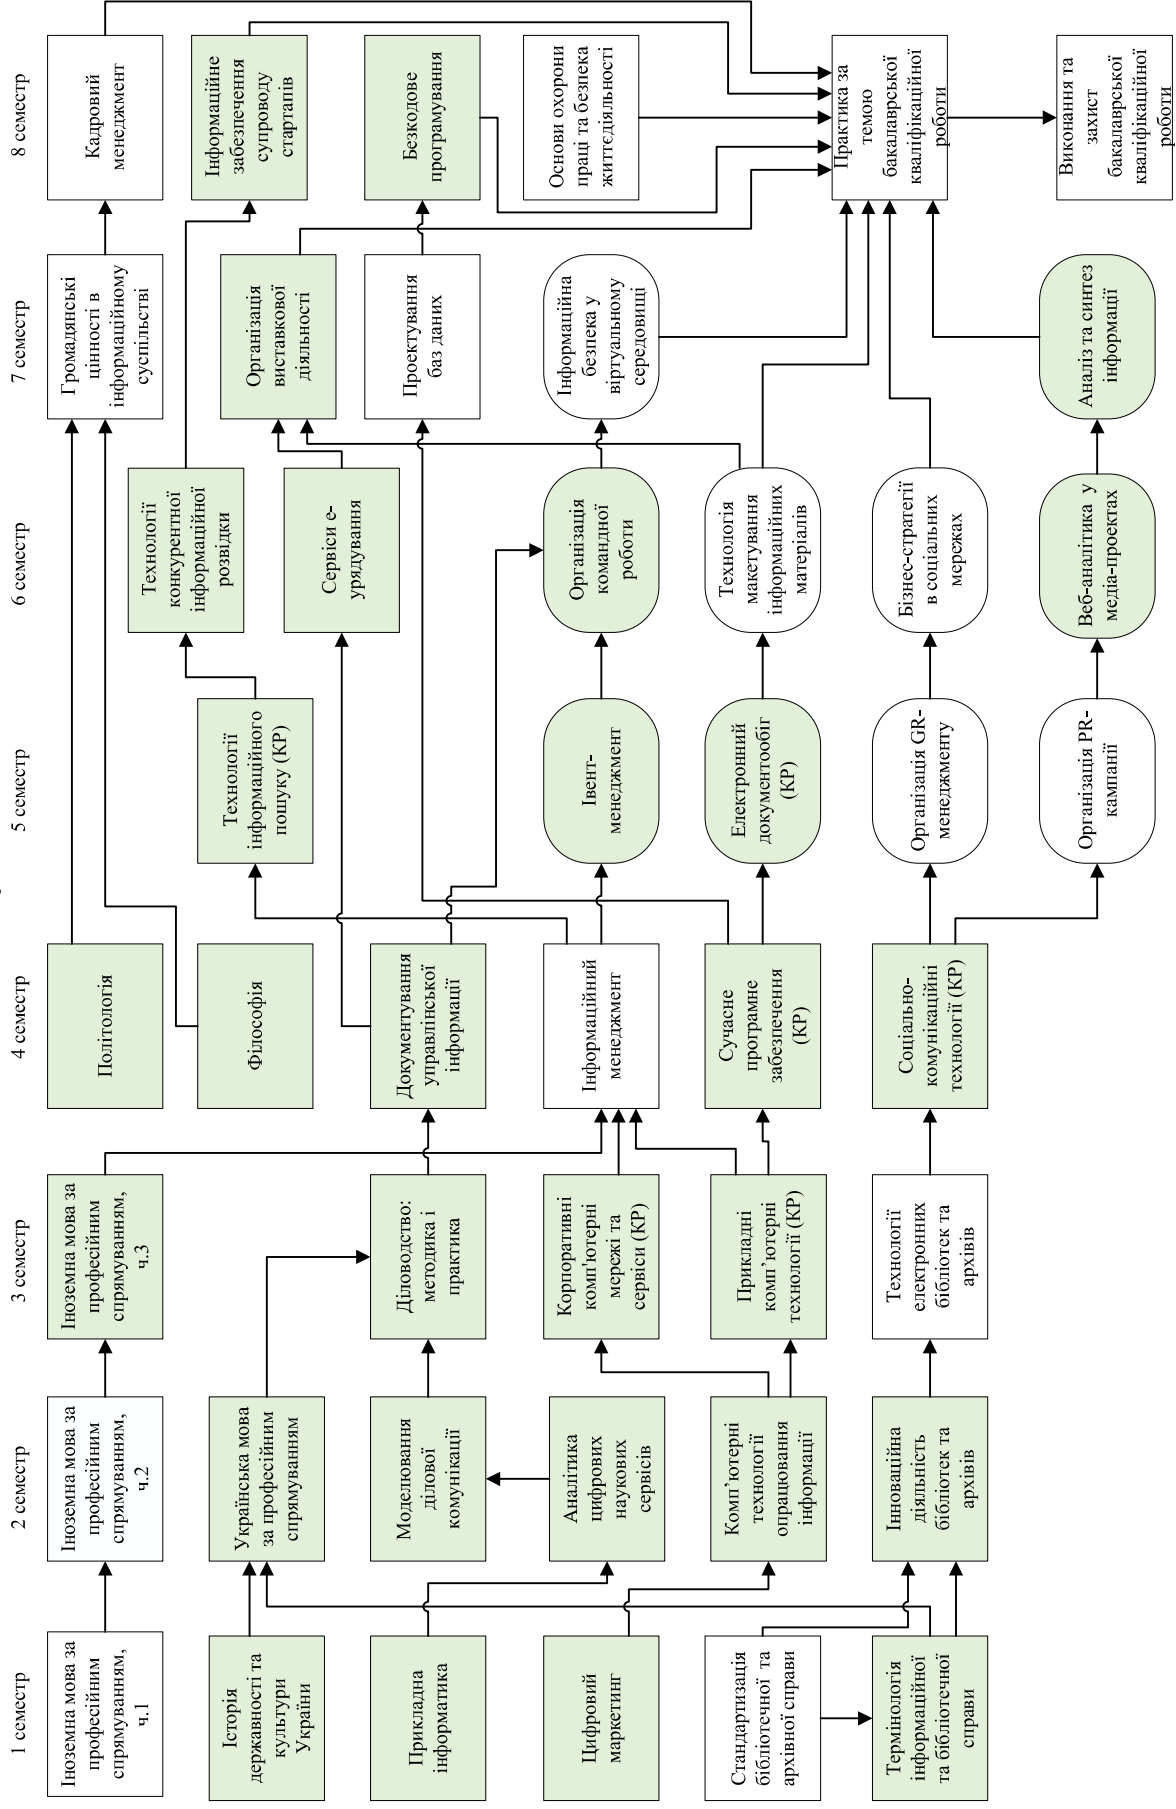 1 семестр
Іноземна мова за
професійним
спрямуванням,
ч.1
Історія
державності та
культури
України
Прикладна
інформатика
Цифровий
маркетинг
Стандартизація
бібліотечної та
архівної справи
Термінологія
інформаційної
та бібліотечної
справи
2 семестр
Іноземна мова за
професійним
спрямуванням,
ч.2
Українська мова
за професійним
спрямуванням
Моделювання
ділової
комунікації
Аналітика
цифрових
наукових
сервісів
Комп’ютерні
технології
опрацювання
інформації
Інноваційна
діяльність
бібліотек та
архівів
3 семестр
Іноземна мова за
професійним
спрямуванням,
ч.3
Діловодство:
методика і
практика
Корпоративні
комп'ютерні
мережі та
сервіси (КР)
Прикладні
комп’ютерні
технології (КР)
Технології
електронних
бібліотек та
архівів
4 семестр
Політологія
Філософія
Документування
управлінської
інформації
Інформаційний
менеджмент
Сучасне
програмне
забезпечення
(КР)
Соціально-
комунікаційні
технології (КР)
5 семестр
Технології
інформаційного
пошуку (КР)
Івент-
менеджмент
Електронний
документообіг
(КР)
Організація GR-
менеджменту
Організація PR-
кампанії
6 семестр
Технології
конкурентної
інформаційної
розвідки
Сервіси е-
урядування
Організація
командної
роботи
Технологія
макетування
інформаційних
матеріалів
Бізнес-стратегії
в соціальних
мережах
Веб-аналітика у
медіа-проектах
7 семестр
Громадянські
цінності в
інформаційному
суспільстві
Організація
виставкової
діяльності
Проектування
баз даних
Інформаційна
безпека у
віртуальному
середовищі
Аналіз та синтез
інформації
8 семестр
Кадровий
менеджмент
Інформаційне
забезпечення
супроводу
стартапів
Безкодове
програмування
Основи охорони
праці та безпека
життєдіяльності
Практика за
темою
бакалаврської
кваліфікаційної
роботи
Виконання та
захист
бакалаврської
кваліфікаційної
роботи